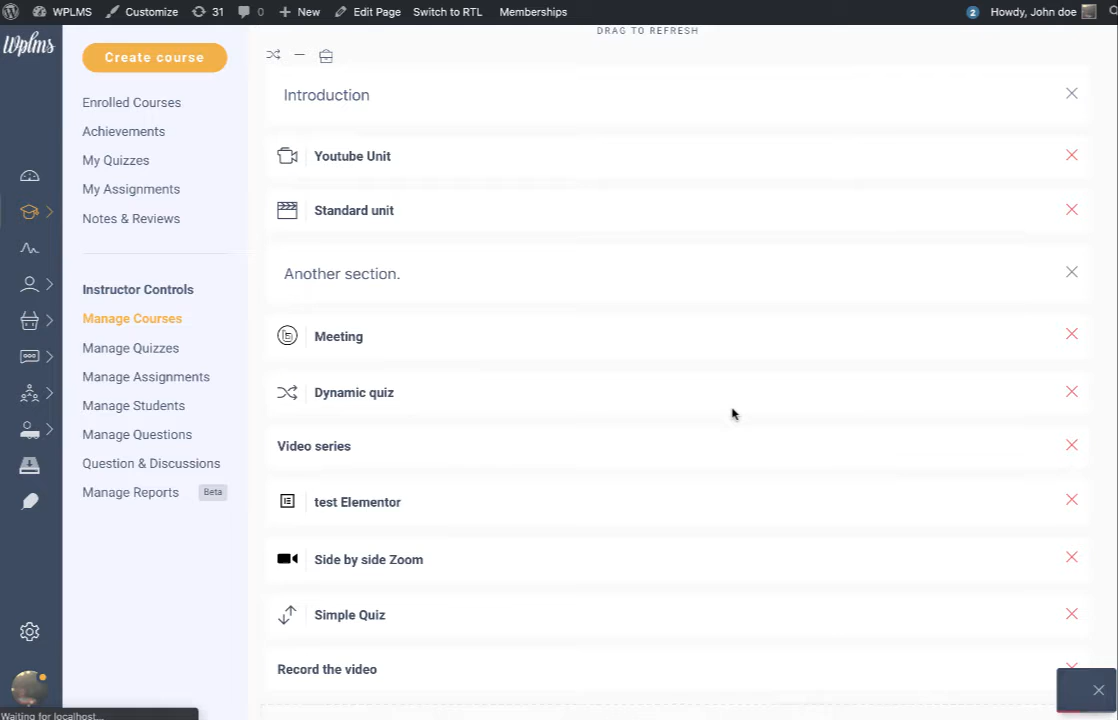 WPLMS
Customize
31
0
New
Edit Page
Switch to RTL
Memberships
2
Howdy, John doe
Wplms
Create course
Enrolled Courses
Achievements
My Quizzes
My Assignments
Notes & Reviews
Instructor Controls
Manage Courses
Manage Quizzes
Manage Assignments
Manage Students
Manage Questions
Question & Discussions
Manage Reports
Beta
DRAG TO REFRESH
Introduction
Youtube Unit
Standard unit
Another section.
Meeting
Dynamic quiz
Video series
test Elementor
Side by side Zoom
Simple Quiz
Record the video
Waiting for localhost...